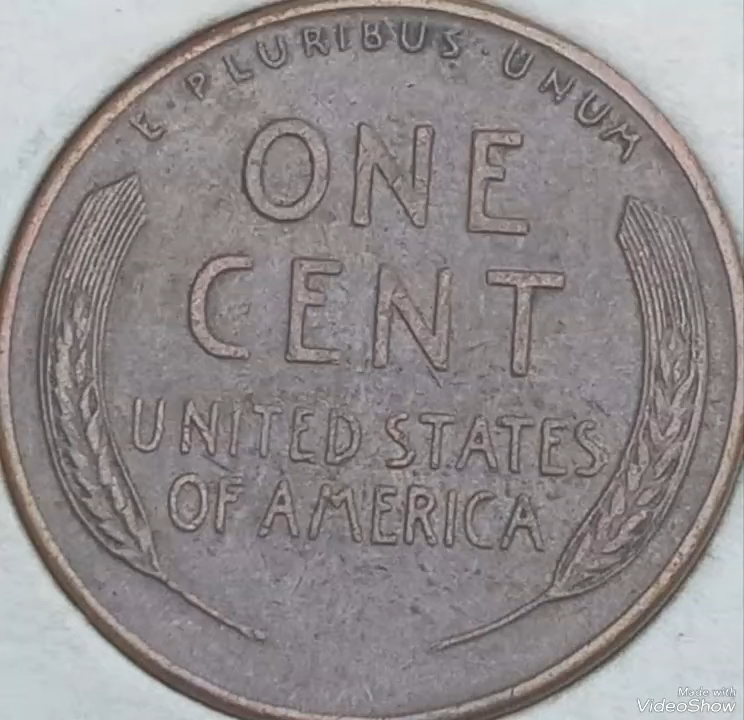 E · PLURIBUS · UNUM
ONE
CENT
UNITED STATES
OF AMERICA
Made with
VideoShow